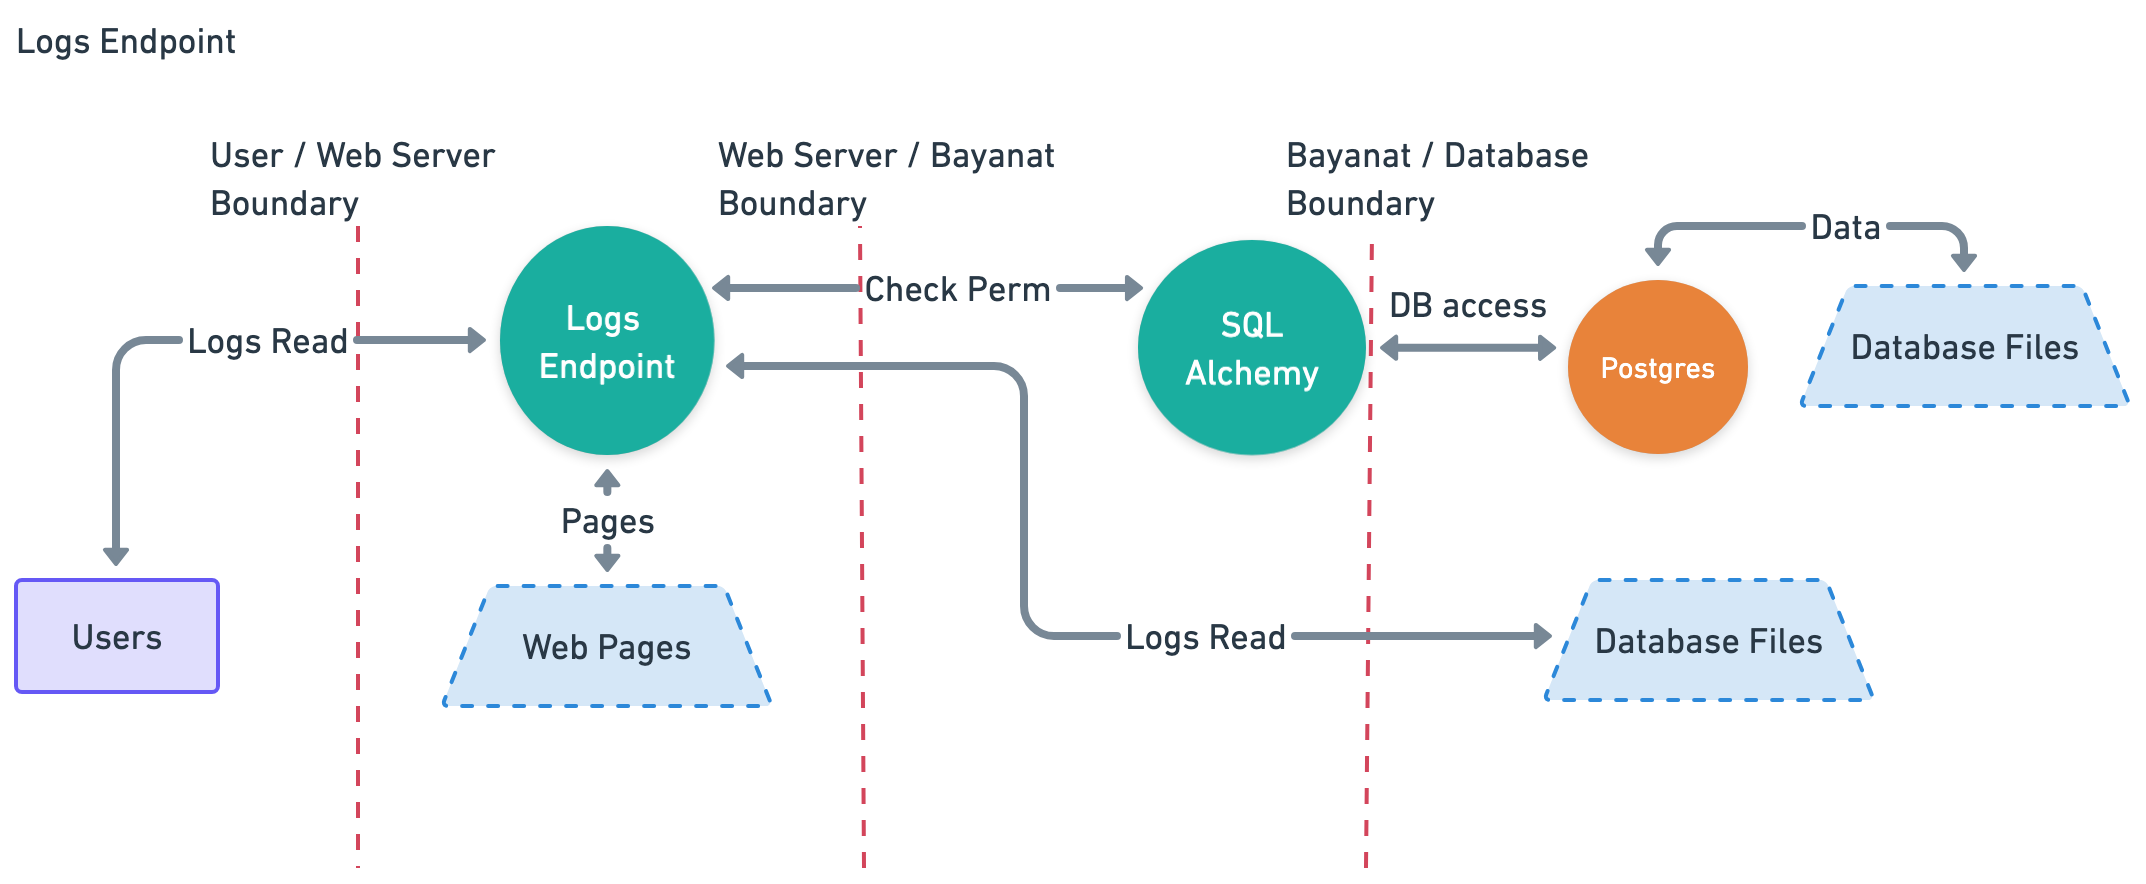 Logs Endpoint
User / Web Server
Boundary
Web Server / Bayanat
Boundary
Bayanat / Database
Boundary
Data
Check Perm
DB access
Logs
Endpoint
SQL
Alchemy
Logs Read
Postgres
Database Files
Pages
Users
Web Pages
Logs Read
Database Files